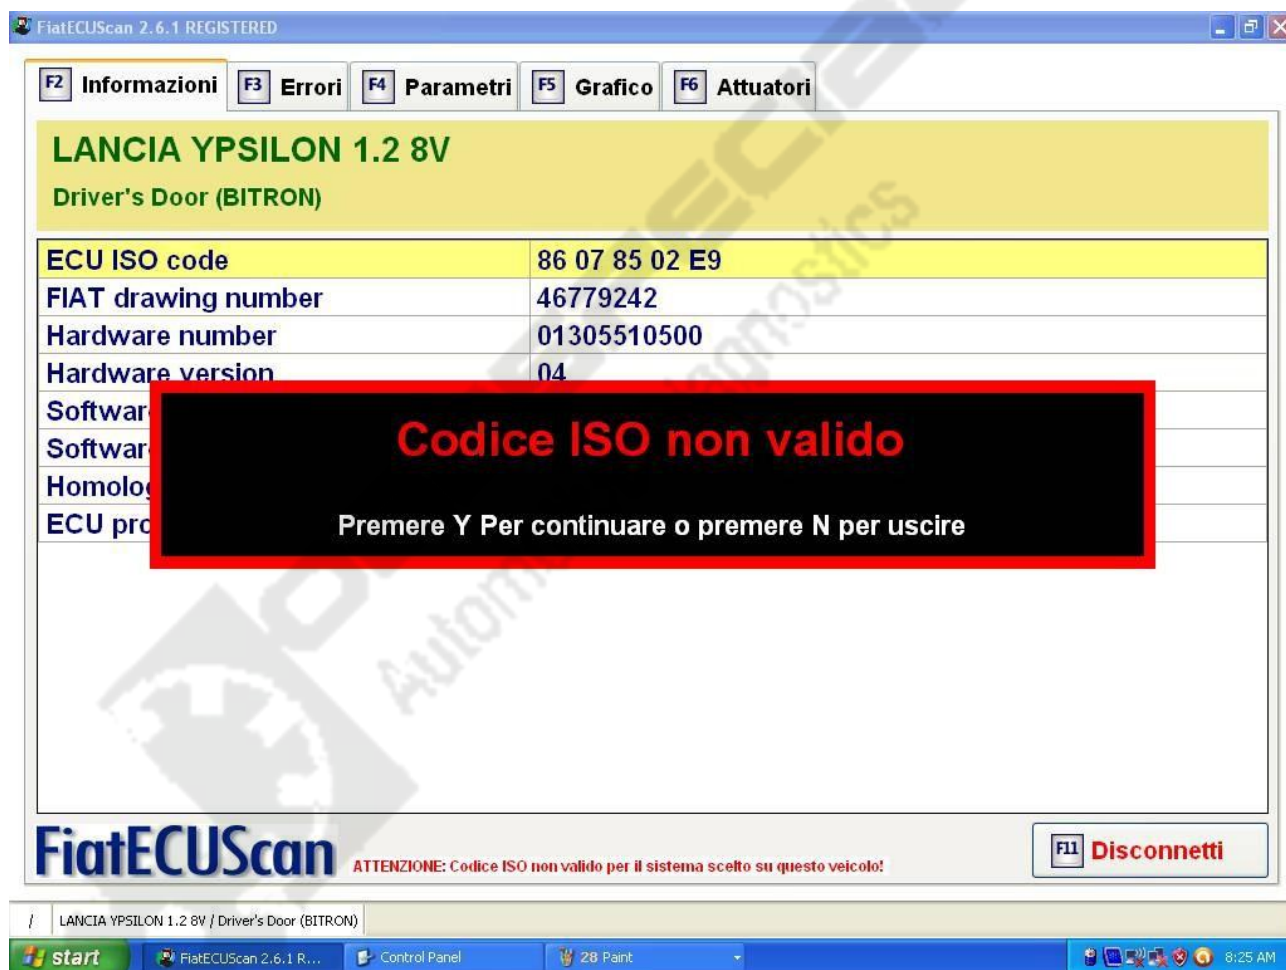 FiatECUScan 2.6.1 REGISTERED
F2 Informazioni F3 Errori F4 Parametri F5 Grafico F6 Attuatori
LANCIA YPSILON 1.2 8V
Driver's Door (BITRON)
ECU ISO code 86 07 85 02 E9
FIAT drawing number 46779242
Hardware number 01305510500
Hardware version 04
Softwar
Softwar
Homolog
ECU pro
Codice ISO non valido
Premere Y Per continuare o premere N per uscire
Automotive Diagnostics
FiatECUScan ATTENZIONE: Codice ISO non valido per il sistema scelto su questo veicolo! F11 Disconnetti
/ LANCIA YPSILON 1.2 8V / Driver's Door (BITRON)
start FiatECUScan 2.6.1 R... Control Panel 28 Paint 8:25 AM